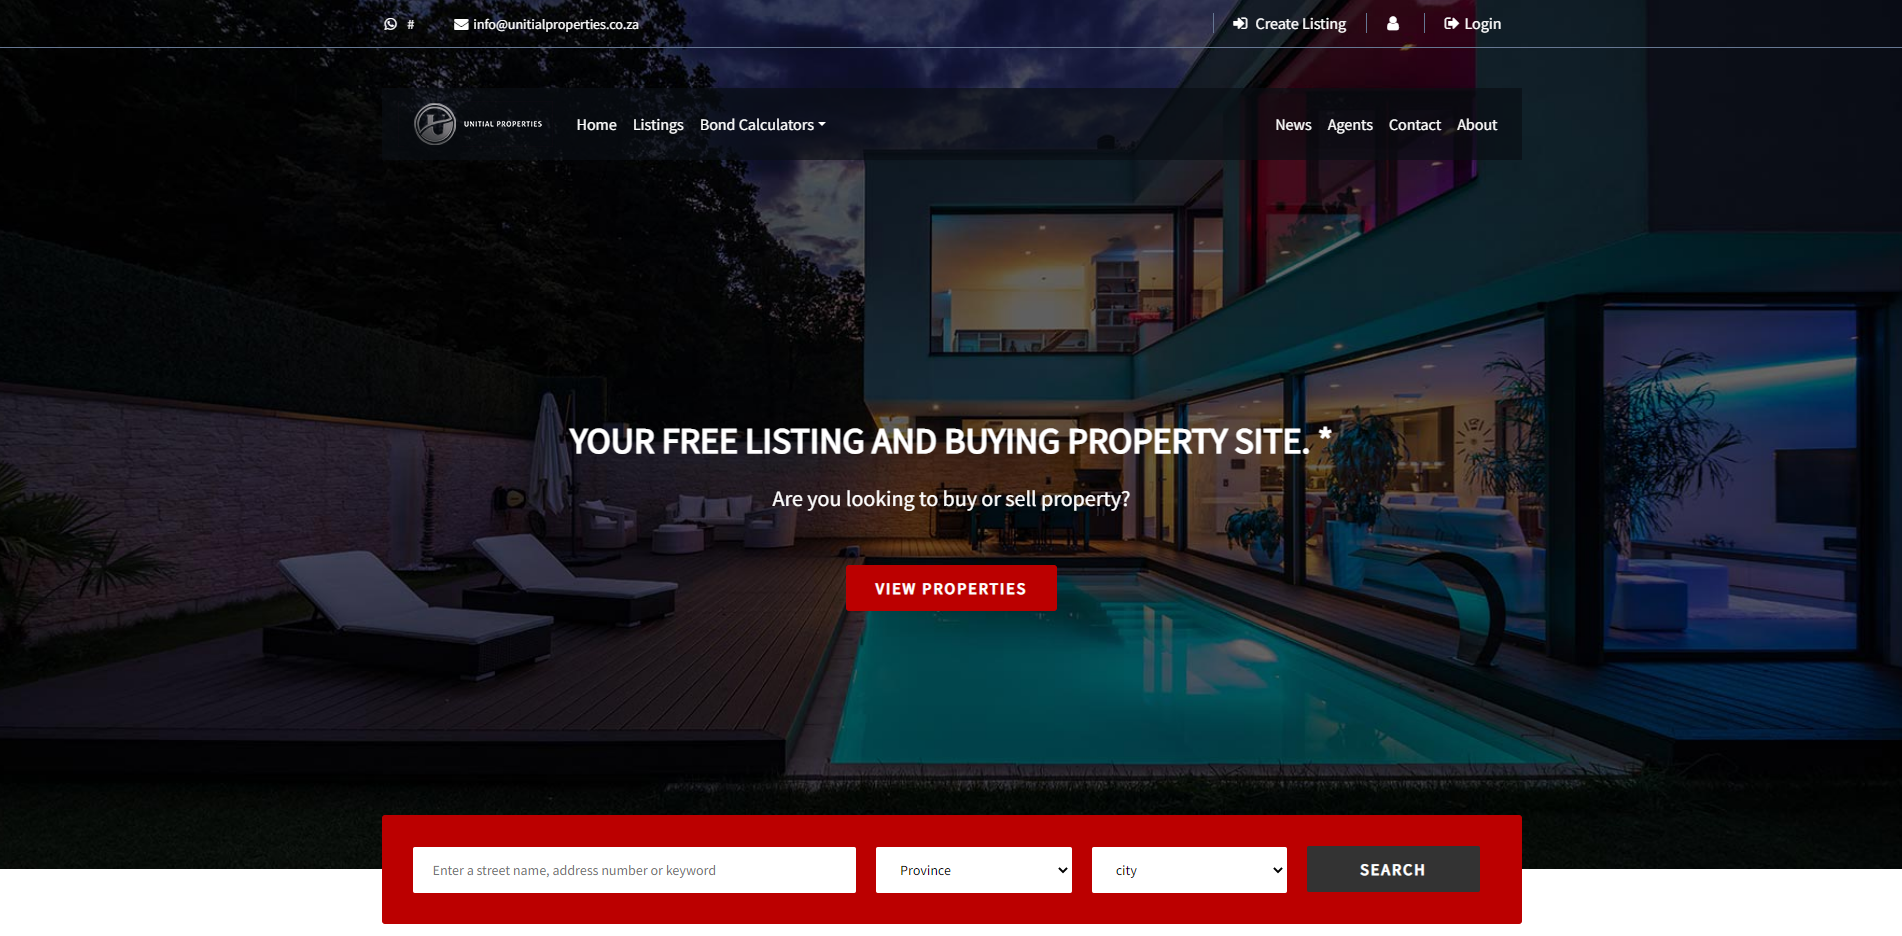 # info@unitialproperties.co.za Create Listing Login
UNITIAL PROPERTIES Home Listings Bond Calculators News Agents Contact About
YOUR FREE LISTING AND BUYING PROPERTY SITE. *
Are you looking to buy or sell property?
VIEW PROPERTIES
Enter a street name, address number or keyword Province city SEARCH